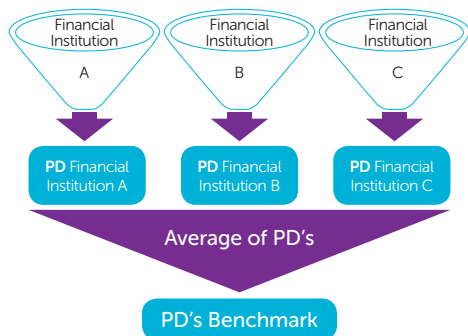 Financial
Institution
A
Financial
Institution
B
Financial
Institution
C
PD Financial
Institution A
PD Financial
Institution B
PD Financial
Institution C
Average of PD's
PD's Benchmark